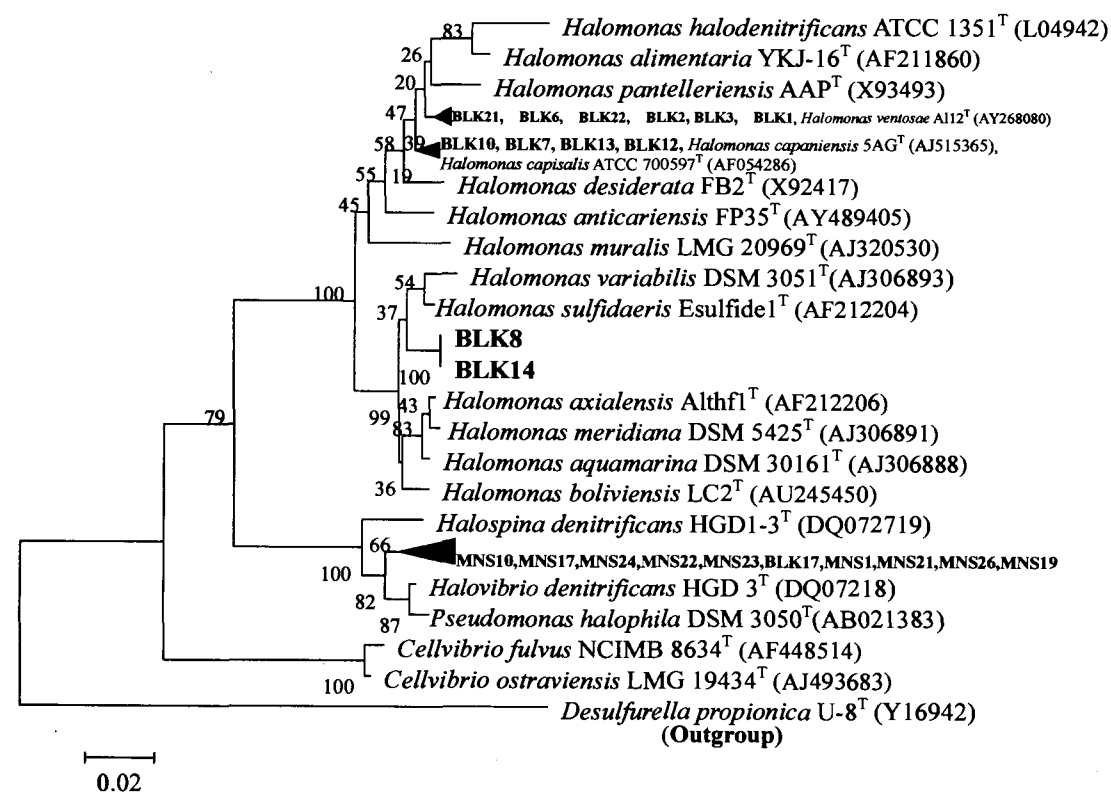 83 Halomonas halodenitrificans ATCC 1351T (L04942)
26 Halomonas alimentaria YKJ-16T (AF211860)
20 Halomonas pantelleriensis AAPT (X93493)
47 BLK21, BLK6, BLK22, BLK2, BLK3, BLK1, Halomonas ventosae Al12T (AY268080)
58 39 BLK10, BLK7, BLK13, BLK12, Halomonas capaniensis 5AGT (AJ515365),
Halomonas capisalis ATCC 700597T (AF054286)
55 19 Halomonas desiderata FB2T (X92417)
45 Halomonas anticariensis FP35T (AY489405)
Halomonas muralis LMG 20969T (AJ320530)
100 54 Halomonas variabilis DSM 3051T (AJ306893)
37 Halomonas sulfidaeris Esulfide1T (AF212204)
BLK8
100 BLK14
99 43 Halomonas axialensis Althf1T (AF212206)
79 83 Halomonas meridiana DSM 5425T (AJ306891)
Halomonas aquamarina DSM 30161T (AJ306888)
36 Halomonas boliviensis LC2T (AU245450)
Halospina denitrificans HGD1-3T (DQ072719)
66 MNS10,MNS17,MNS24,MNS22,MNS23,BLK17,MNS1,MNS21,MNS26,MNS19
100 Halovibrio denitrificans HGD 3T (DQ07218)
82 87 Pseudomonas halophila DSM 3050T (AB021383)
Cellvibrio fulvus NCIMB 8634T (AF448514)
100 Cellvibrio ostraviensis LMG 19434T (AJ493683)
Desulfurella propionica U-8T (Y16942)
(Outgroup)
0.02